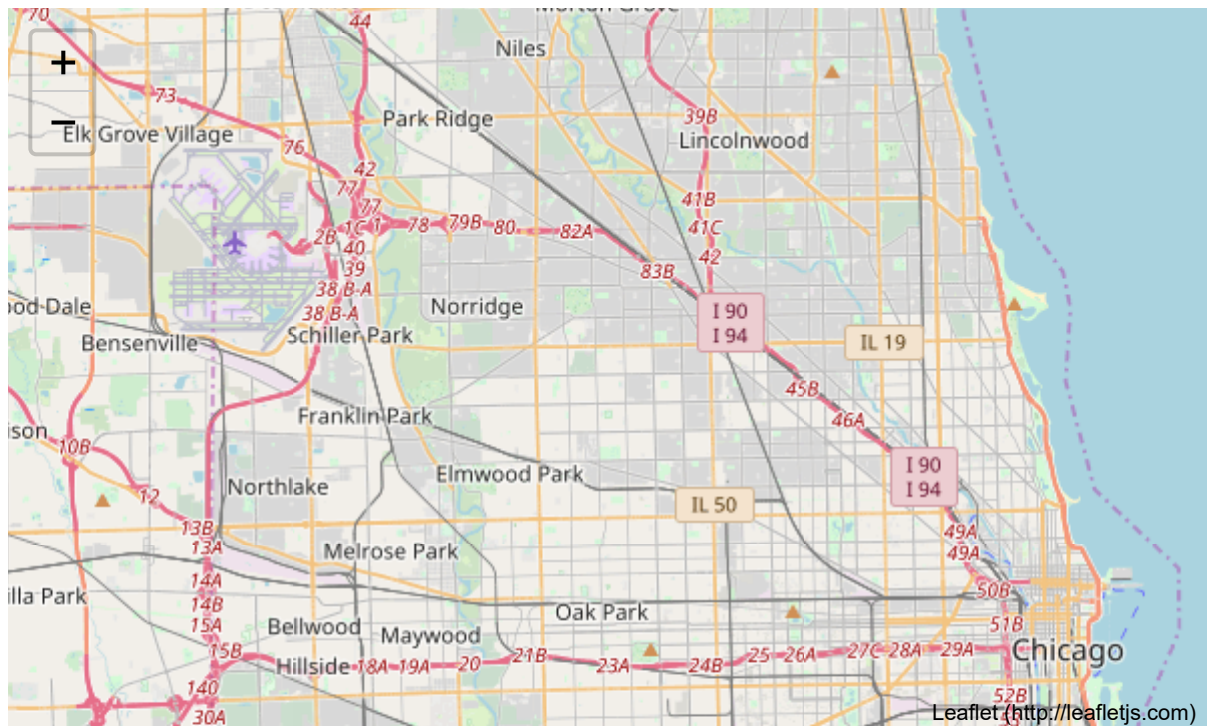 70
44
Morton Grove
+
Niles
73
−
39B
Park Ridge
Elk Grove Village
Lincolnwood
76
42
77
41B
77
1C 1 78 79B 80 82A
41C
2B
40
42
39
83B
38 B-A
ood Dale
Norridge
38 B-A
I 90
I 94
Schiller Park
Bensenville
IL 19
45B
Franklin Park
46A
ison
10B
I 90
I 94
Elmwood Park
Northlake
12
IL 50
13B
49A
13A
Melrose Park
49A
14A
50B
illa Park
14B
Oak Park
15A
Bellwood
Maywood
51B
15B
Chicago
Hillside 18A 19A 20 21B 23A 24B 25 26A 27C 28A 29A
140
52B
30A
Leaflet (http://leafletjs.com)